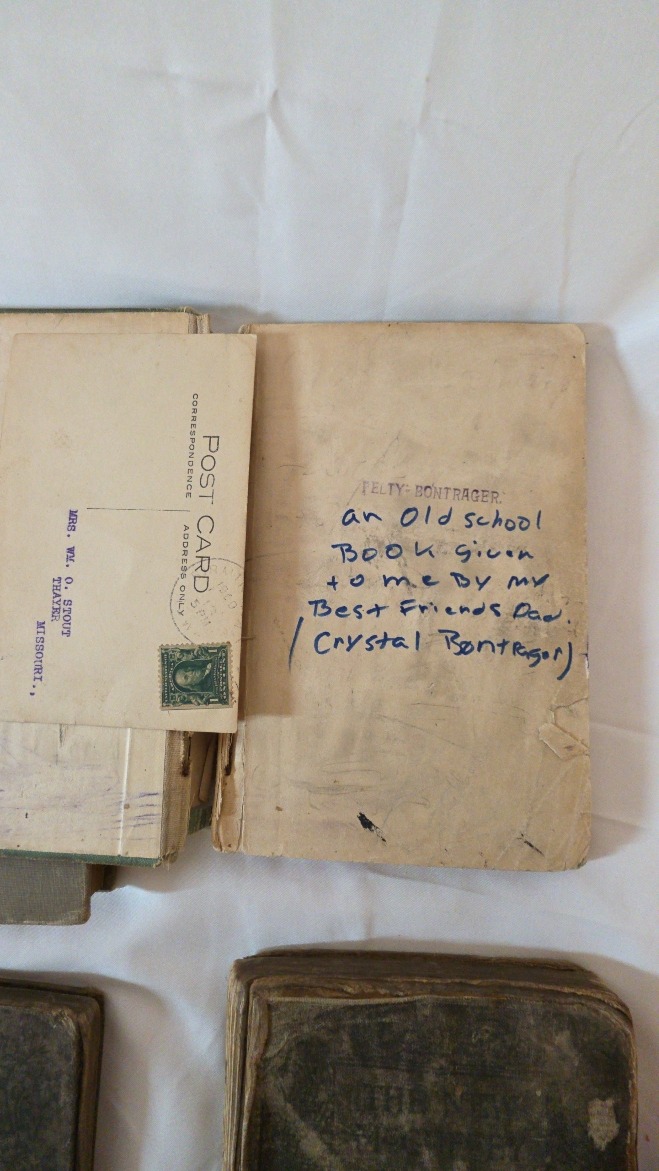 POST CARD
CORRESPONDENCE
ADDRESS ONLY
MRS. WM. O. STOUT
THAYER
MISSOURI.,
BONTRAGER.
an Old school
Book given
to me By my
Best Friends Dad.
(Crystal Bontrager)